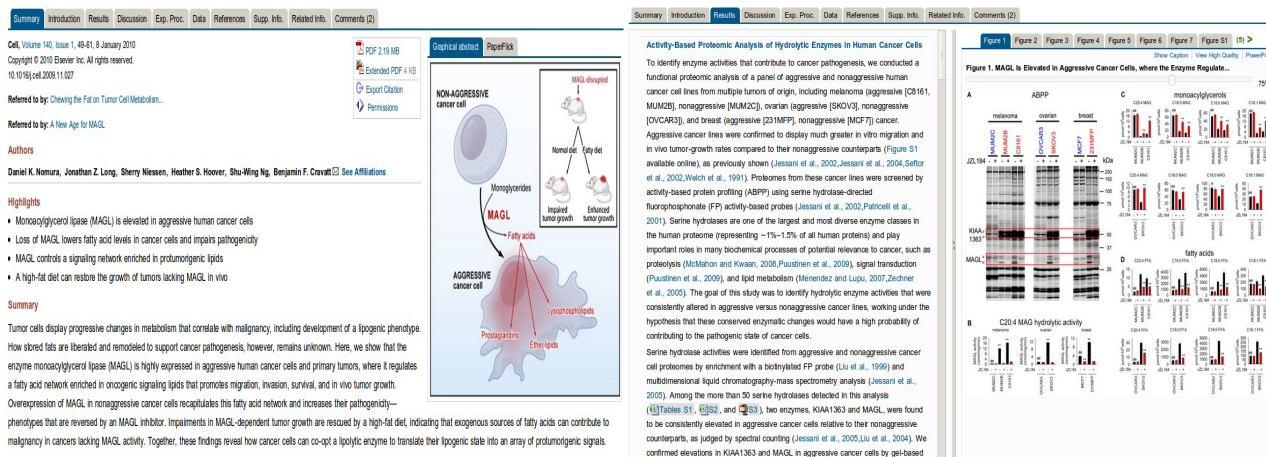 Summary Introduction Results Discussion Exp. Proc. Data References Supp. Info. Related Info. Comments (2)
Cell, Volume 140, Issue 1, 49-61, 8 January 2010
Copyright © 2010 Elsevier Inc. All rights reserved.
10.1016/j.cell.2009.11.027
Referred to by: Chewing the Fat on Tumor Cell Metabolism...
Referred to by: A New Age for MAGL
PDF 2.19 MB
Extended PDF 4 KB
Export Citation
Permissions
Authors
Daniel K. Nomura, Jonathan Z. Long, Sherry Niessen, Heather S. Hoover, Shu-Wing Ng, Benjamin F. Cravatt See Affiliations
Highlights
• Monoacylglycerol lipase (MAGL) is elevated in aggressive human cancer cells
• Loss of MAGL lowers fatty acid levels in cancer cells and impairs pathogenicity
• MAGL controls a signaling network enriched in protumorigenic lipids
• A high-fat diet can restore the growth of tumors lacking MAGL in vivo
Summary
Tumor cells display progressive changes in metabolism that correlate with malignancy, including development of a lipogenic phenotype.
How stored fats are liberated and remodeled to support cancer pathogenesis, however, remains unknown. Here, we show that the
enzyme monoacylglycerol lipase (MAGL) is highly expressed in aggressive human cancer cells and primary tumors, where it regulates
a fatty acid network enriched in oncogenic signaling lipids that promotes migration, invasion, survival, and in vivo tumor growth.
Overexpression of MAGL in nonaggressive cancer cells recapitulates this fatty acid network and increases their pathogenicity—
phenotypes that are reversed by an MAGL inhibitor. Impairments in MAGL-dependent tumor growth are rescued by a high-fat diet, indicating that exogenous sources of fatty acids can contribute to
malignancy in cancers lacking MAGL activity. Together, these findings reveal how cancer cells can co-opt a lipolytic enzyme to translate their lipogenic state into an array of protumorigenic signals.
Graphical abstract PaperFlick
NON-AGGRESSIVE
cancer cell
MAGL-disrupted
Normal diet Fatty diet
Impaired
tumor growth
Enhanced
tumor growth
Monoglycerides
MAGL
Fatty acids
AGGRESSIVE
cancer cell
Lysophospholipids
Prostaglandins
Ether lipids
Summary Introduction Results Discussion Exp. Proc. Data References Supp. Info. Related Info. Comments (2)
Activity-Based Proteomic Analysis of Hydrolytic Enzymes in Human Cancer Cells
To identify enzyme activities that contribute to cancer pathogenesis, we conducted a
functional proteomic analysis of a panel of aggressive and nonaggressive human
cancer cell lines from multiple tumors of origin, including melanoma (aggressive [C8161,
MUM2B], nonaggressive [MUM2C]), ovarian (aggressive [SKOV3], nonaggressive
[OVCAR3]), and breast (aggressive [231MFP], nonaggressive [MCF7]) cancer.
Aggressive cancer lines were confirmed to display much greater in vitro migration and
in vivo tumor-growth rates compared to their nonaggressive counterparts (Figure S1
available online), as previously shown (Jessani et al., 2002,Jessani et al., 2004,Seftor
et al., 2002,Welch et al., 1991). Proteomes from these cancer lines were screened by
activity-based protein profiling (ABPP) using serine hydrolase-directed
fluorophosphonate (FP) activity-based probes (Jessani et al., 2002,Patricelli et al.,
2001). Serine hydrolases are one of the largest and most diverse enzyme classes in
the human proteome (representing ~1%–1.5% of all human proteins) and play
important roles in many biochemical processes of potential relevance to cancer, such as
proteolysis (McMahon and Kwaan, 2008,Puustinen et al., 2009), signal transduction
(Puustinen et al., 2009), and lipid metabolism (Menendez and Lupu, 2007,Zechner
et al., 2005). The goal of this study was to identify hydrolytic enzyme activities that were
consistently altered in aggressive versus nonaggressive cancer lines, working under the
hypothesis that these conserved enzymatic changes would have a high probability of
contributing to the pathogenic state of cancer cells.
Serine hydrolase activities were identified from aggressive and nonaggressive cancer
cell proteomes by enrichment with a biotinylated FP probe (Liu et al., 1999) and
multidimensional liquid chromatography-mass spectrometry analysis (Jessani et al.,
2005). Among the more than 50 serine hydrolases detected in this analysis
(Tables S1, S2, and S3), two enzymes, KIAA1363 and MAGL, were found
to be consistently elevated in aggressive cancer cells relative to their nonaggressive
counterparts, as judged by spectral counting (Jessani et al., 2005,Liu et al., 2004). We
confirmed elevations in KIAA1363 and MAGL in aggressive cancer cells by gel-based
Figure 1 Figure 2 Figure 3 Figure 4 Figure 5 Figure 6 Figure 7 Figure S1 (5) >
Show Caption View High Quality
Figure 1. MAGL Is Elevated in Aggressive Cancer Cells, where the Enzyme Regulate...
A ABPP
melanoma ovarian breast
MUM2C MUM2B C8161 OVCAR3 SKOV3 MCF7 231MFP
JZL184
kDa
KIAA
1363
MAGL
B C20:4 MAG hydrolytic activity
melanoma ovarian breast
C monoacylglycerols
D fatty acids